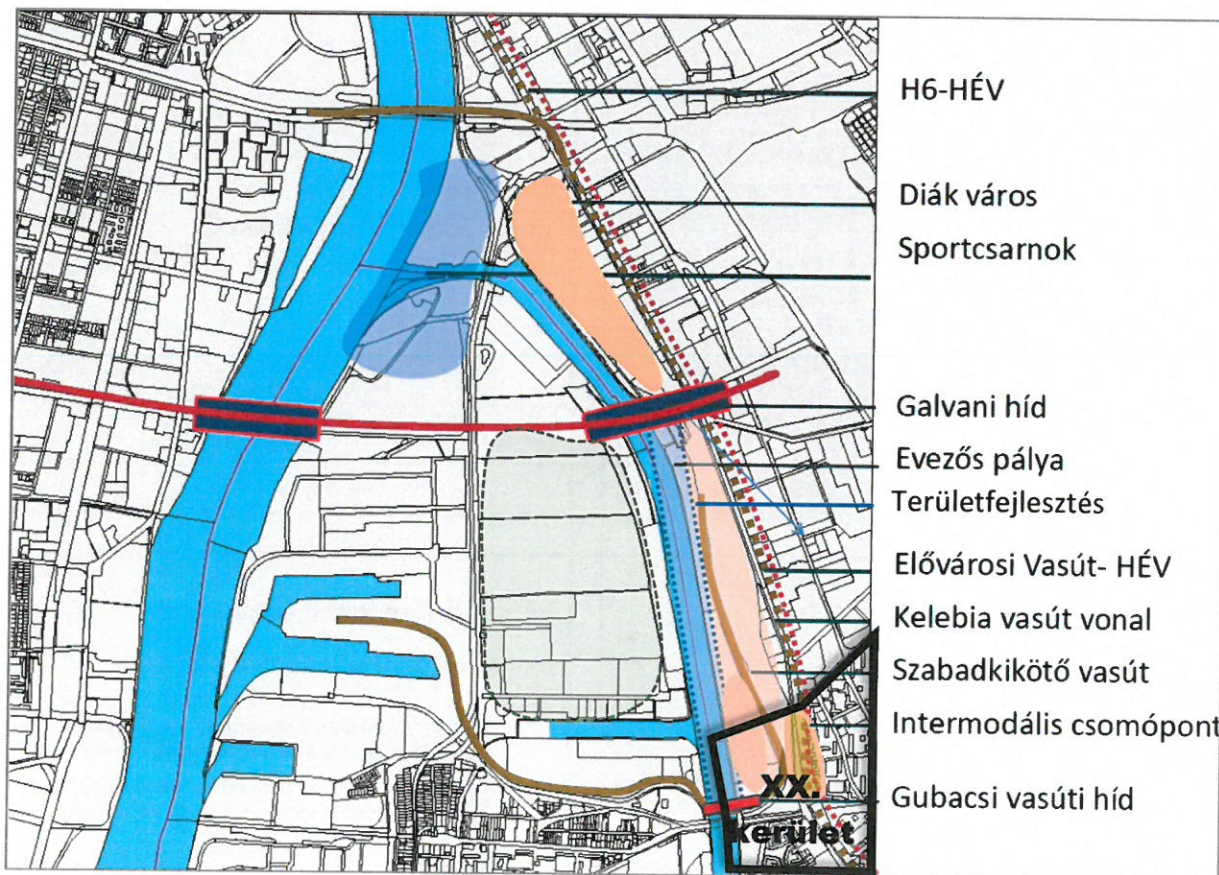 H6-HÉV
Diák város
Sportcsarnok
Galvani híd
Evezős pálya
Területfejlesztés
Elővárosi Vasút- HÉV
Kelebia vasút vonal
Szabadkikötő vasút
Intermodális csomópont
Gubacsi vasúti híd
XX.
kerület